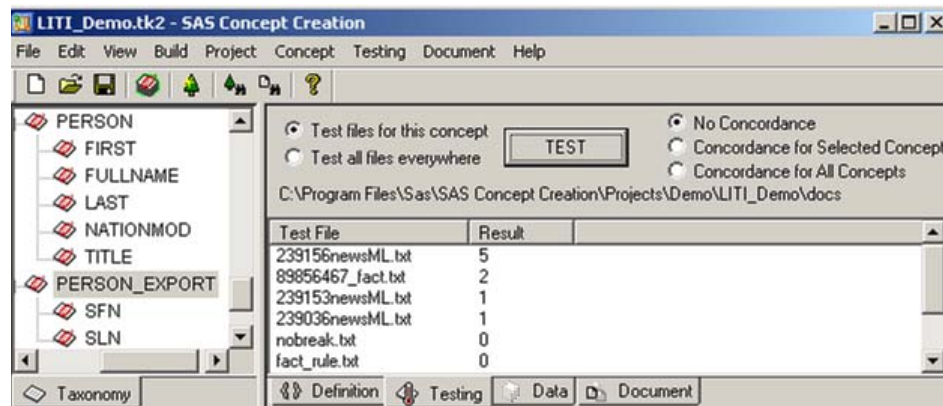 LITI_Demo.tk2 - SAS Concept Creation
File Edit View Build Project Concept Testing Document Help
PERSON
FIRST
FULLNAME
LAST
NATIONMOD
TITLE
PERSON_EXPORT
SFN
SLN
Taxonomy
Test files for this concept
Test all files everywhere
TEST
No Concordance
Concordance for Selected Concept
Concordance for All Concepts
C:\Program Files\Sas\SAS Concept Creation\Projects\Demo\LITI_Demo\docs
Test File Result
239156newsML.txt 5
89856467_fact.txt 2
239153newsML.txt 1
239036newsML.txt 1
nobreak.txt 0
fact_rule.txt 0
Definition Testing Data Document